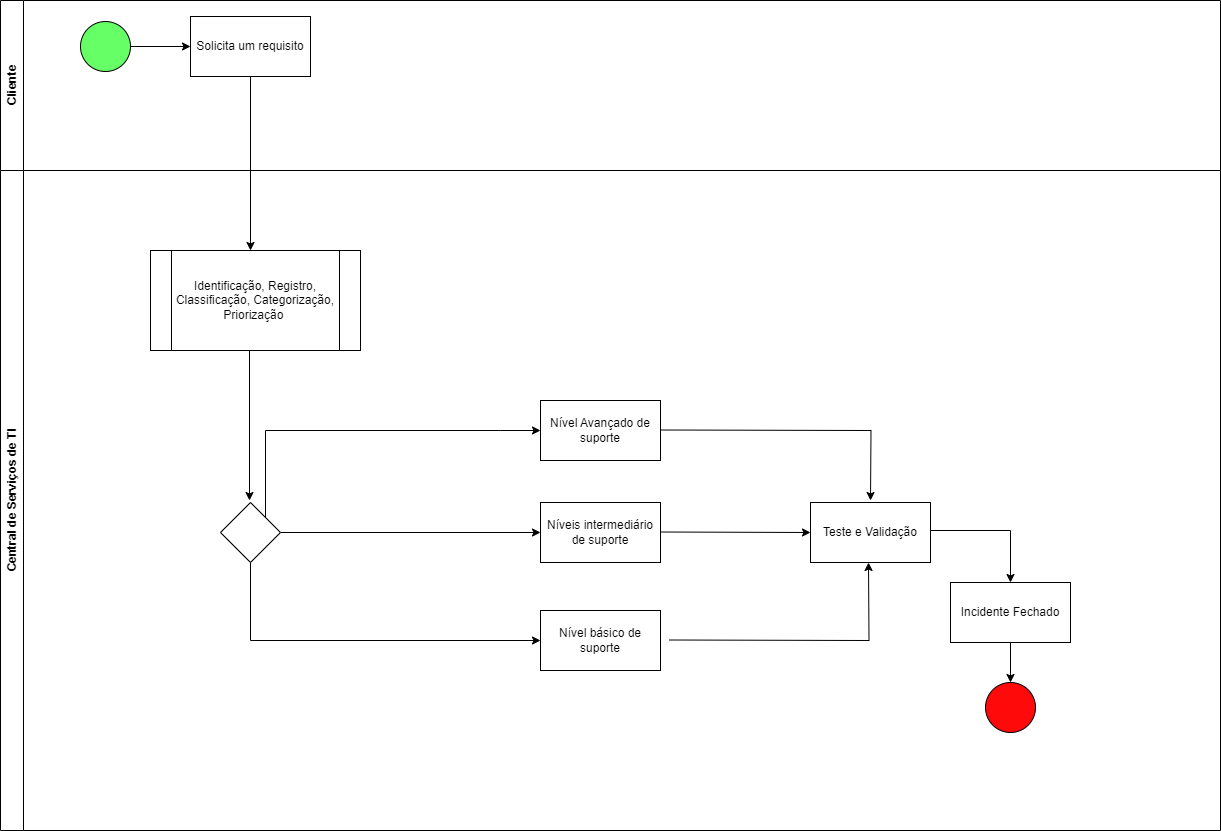 Cliente
Solicita um requisito
Central de Serviços de TI
Identificação, Registro,
Classificação, Categorização,
Priorização
Nível Avançado de
suporte
Níveis intermediário
de suporte
Nível básico de
suporte
Teste e Validação
Incidente Fechado